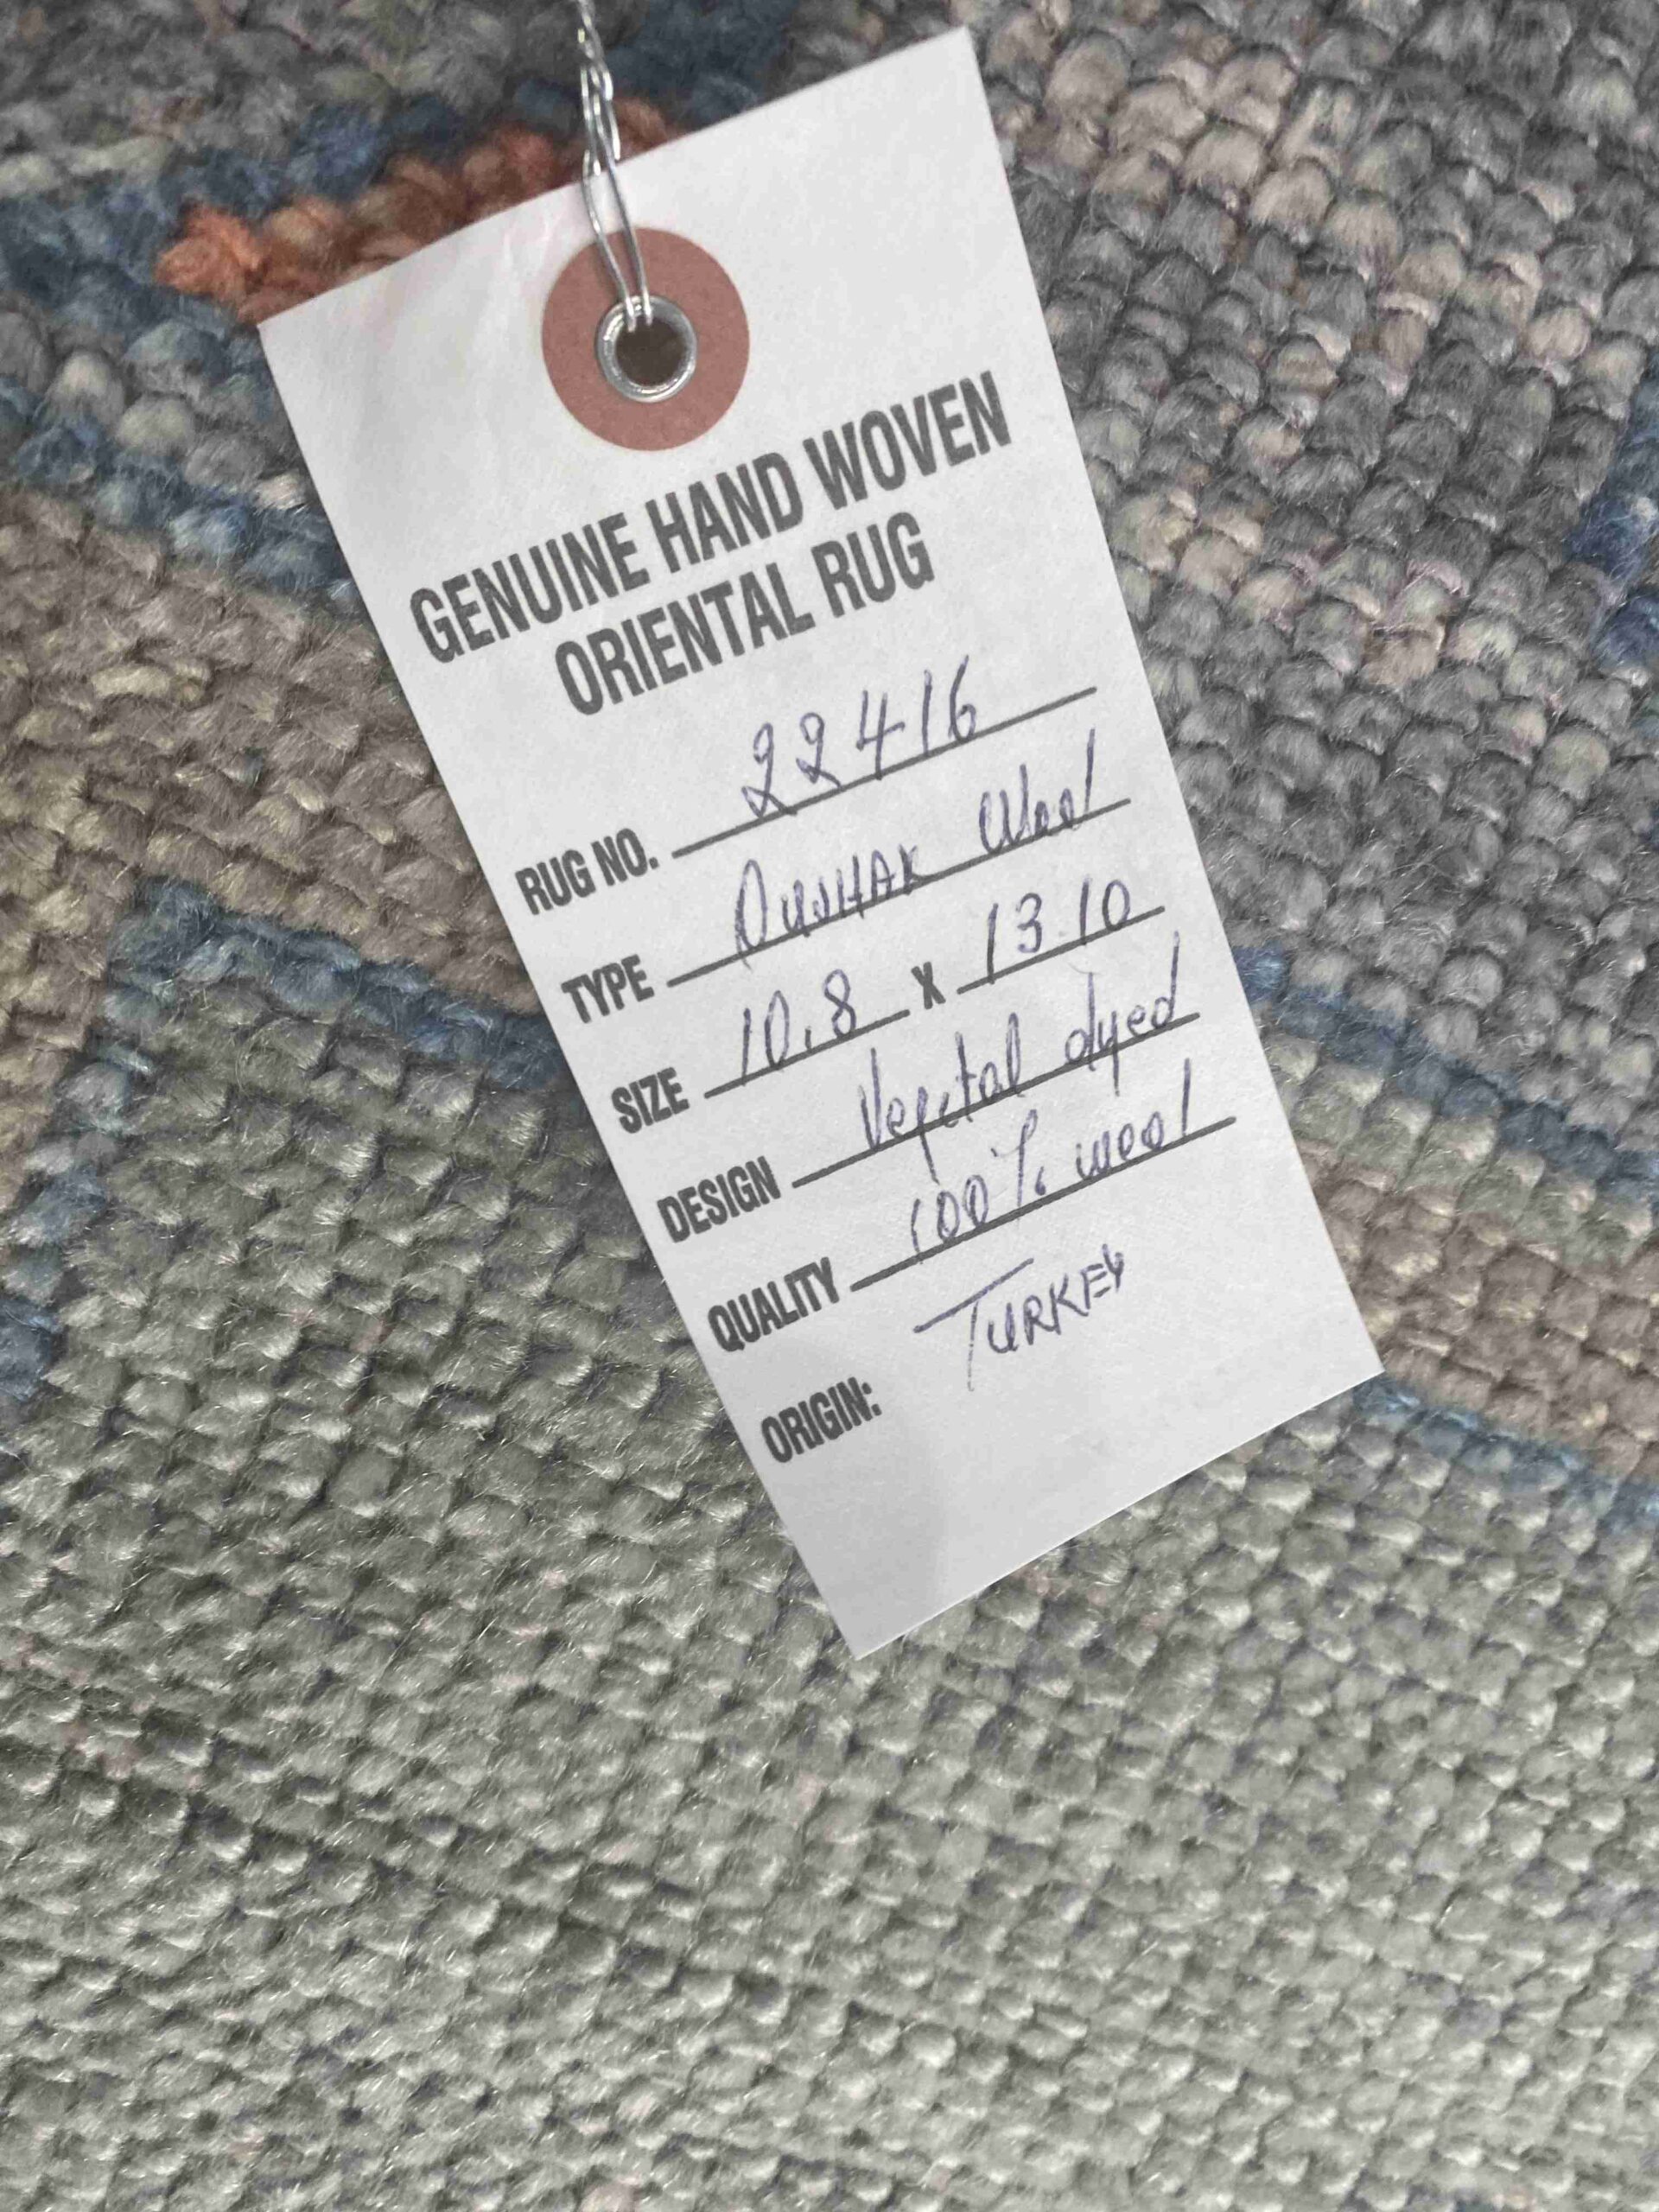 GENUINE HAND WOVEN
ORIENTAL RUG
RUG NO. 22416
TYPE OUSHAK Wool
SIZE 10.8 X 13.10
DESIGN Vegetal dyed
QUALITY 100% wool
ORIGIN: TURKEY